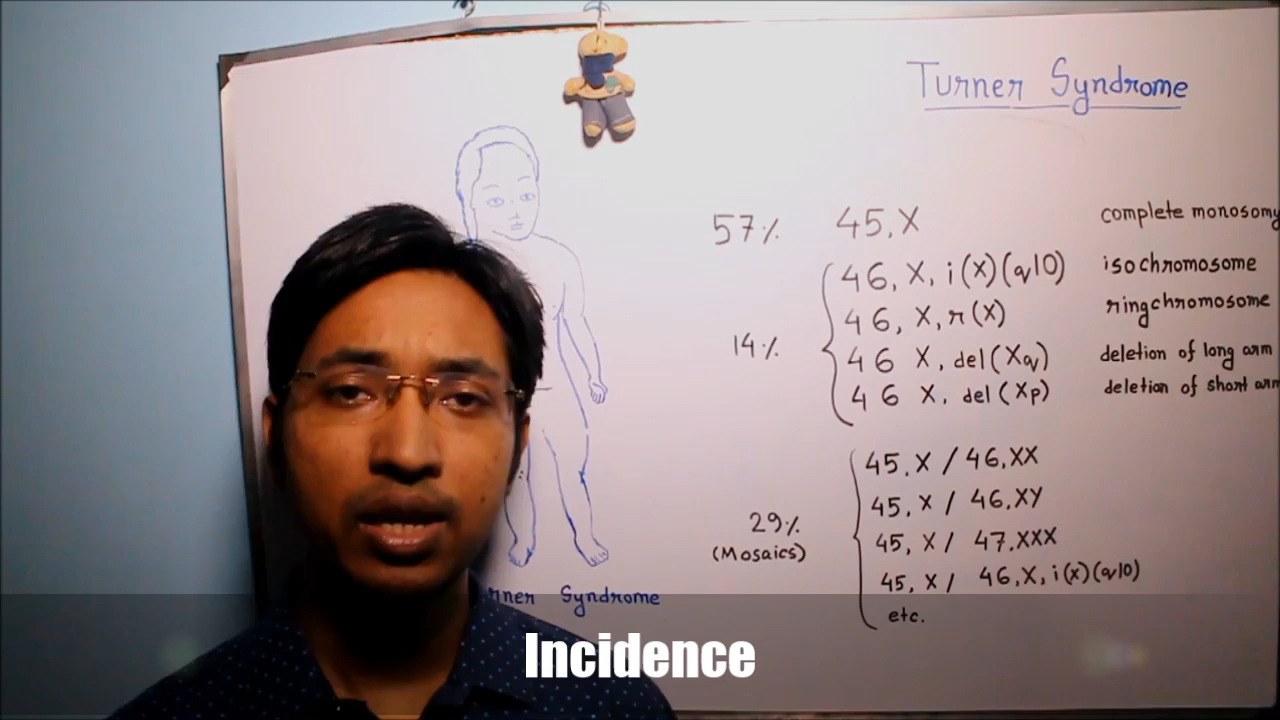 Turner Syndrome
57% 45,X complete monosomy
46, X, i(X)(q10) isochromosome
46, X, r(X) ringchromosome
14%
46 X, del(Xq) deletion of long arm
46 X, del(Xp) deletion of short arm
45,X / 46,XX
45,X / 46,XY
29%
(Mosaics)
45, X / 47,XXX
45, X / 46,X, i(X)(q10)
etc.
rner Syndrome
Incidence